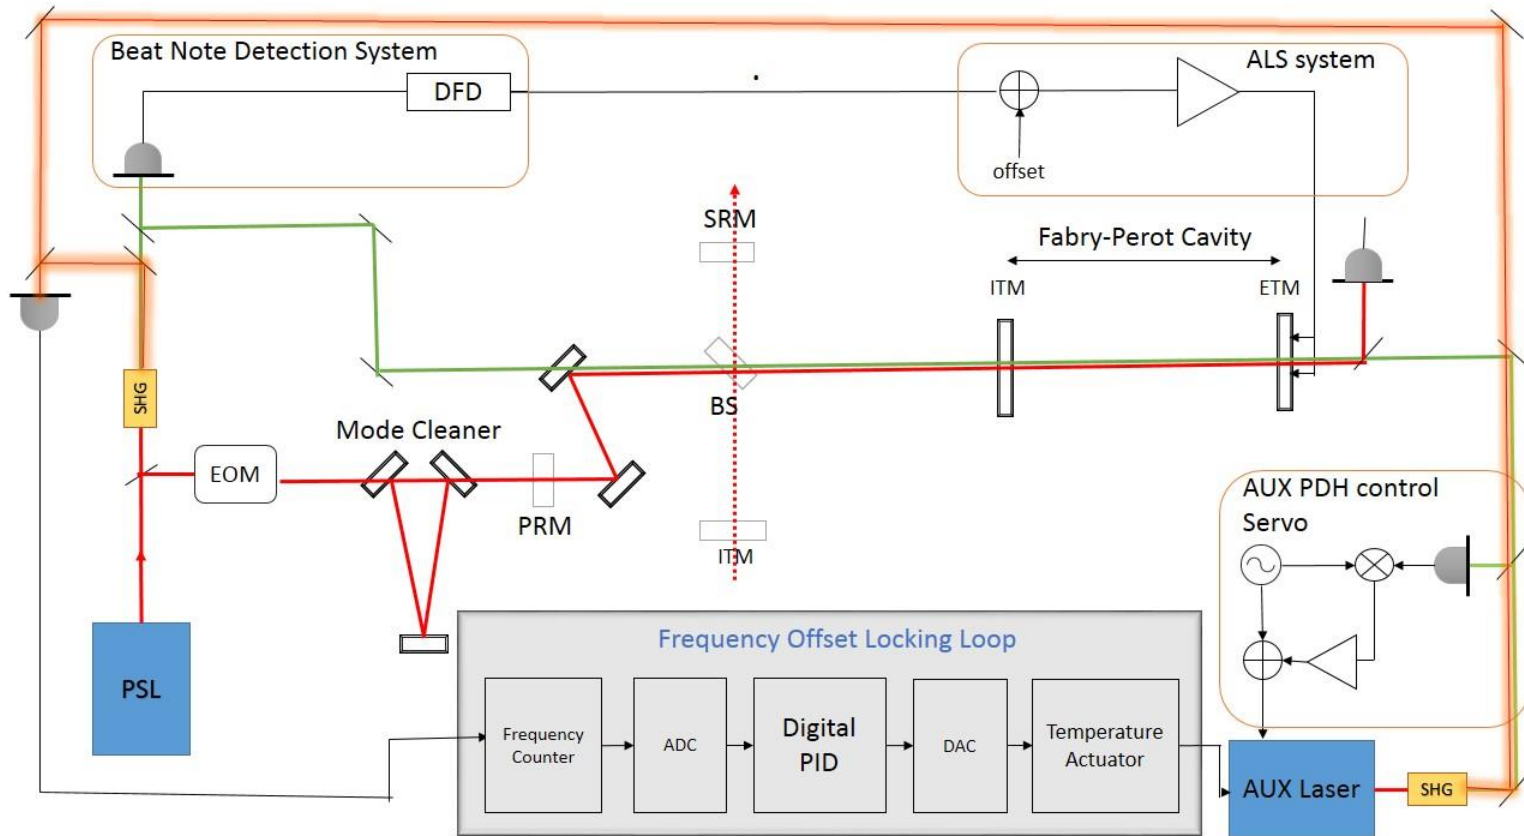 Beat Note Detection System
DFD
ALS system
offset
SRM
Fabry-Perot Cavity
ITM
ETM
SHG
BS
Mode Cleaner
EOM
PRM
ITM
AUX PDH control
Servo
PSL
Frequency Offset Locking Loop
Frequency
Counter
ADC
Digital
PID
DAC
Temperature
Actuator
AUX Laser
SHG